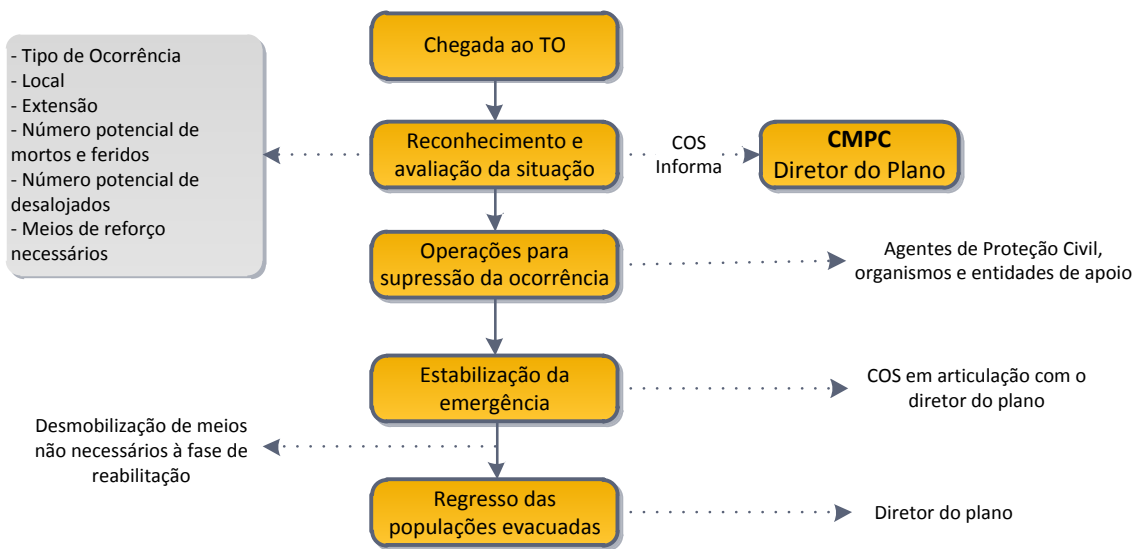 Chegada ao TO
- Tipo de Ocorrência
- Local
- Extensão
- Número potencial de
mortos e feridos
- Número potencial de
desalojados
- Meios de reforço
necessários
Reconhecimento e
avaliação da situação
COS
Informa
CMPC
Diretor do Plano
Operações para
supressão da ocorrência
Agentes de Proteção Civil,
organismos e entidades de apoio
Estabilização da
emergência
COS em articulação com o
diretor do plano
Desmobilização de meios
não necessários à fase de
reabilitação
Regresso das
populações evacuadas
Diretor do plano